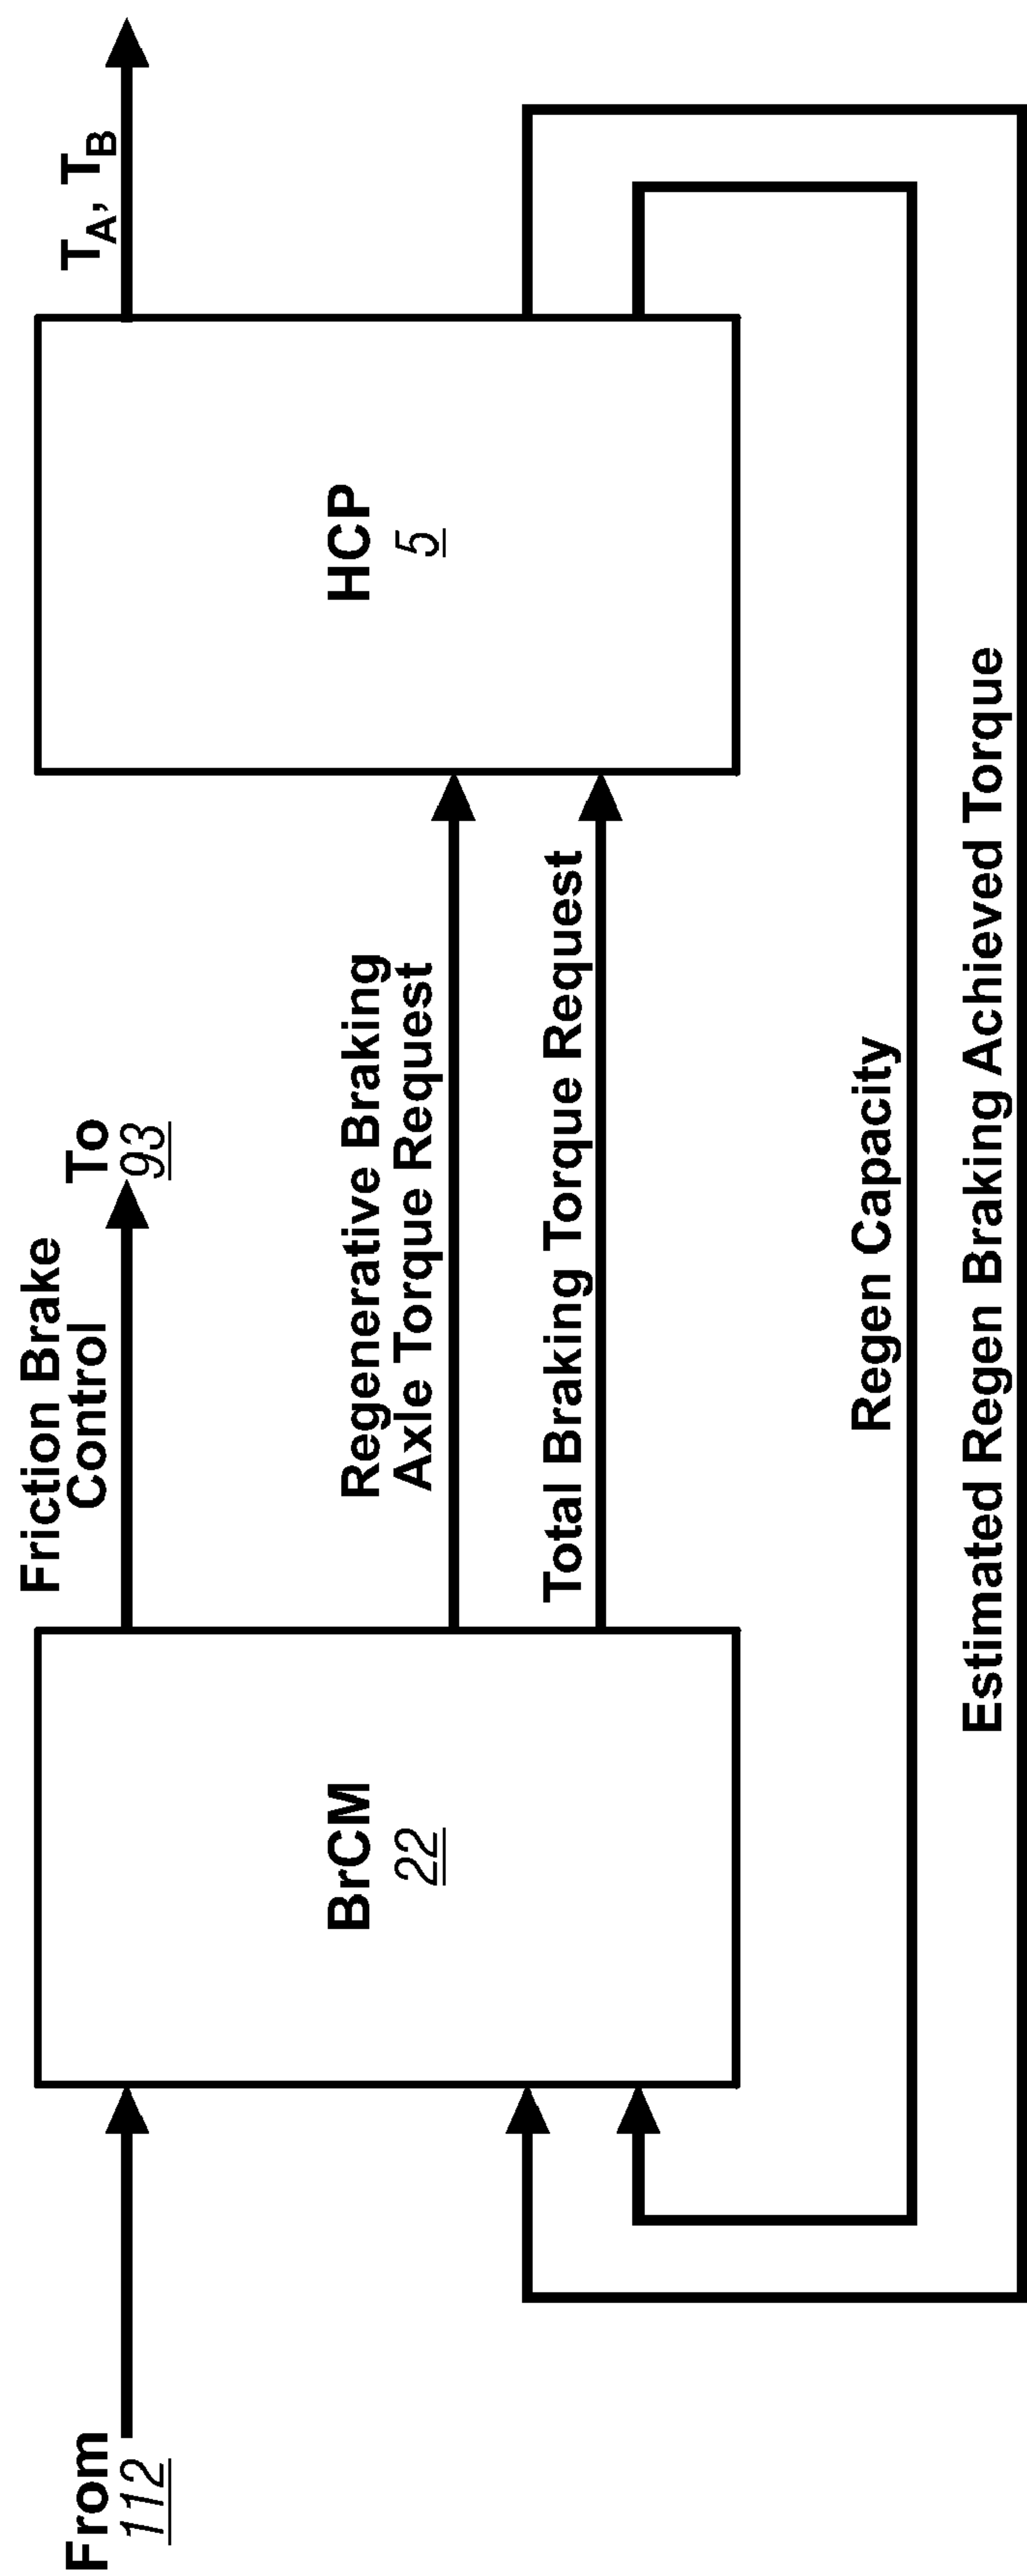 From
112
BrCM
22
Friction Brake
Control
To
93
Regenerative Braking
Axle Torque Request
Total Braking Torque Request
HCP
5
TA, TB
Regen Capacity
Estimated Regen Braking Achieved Torque